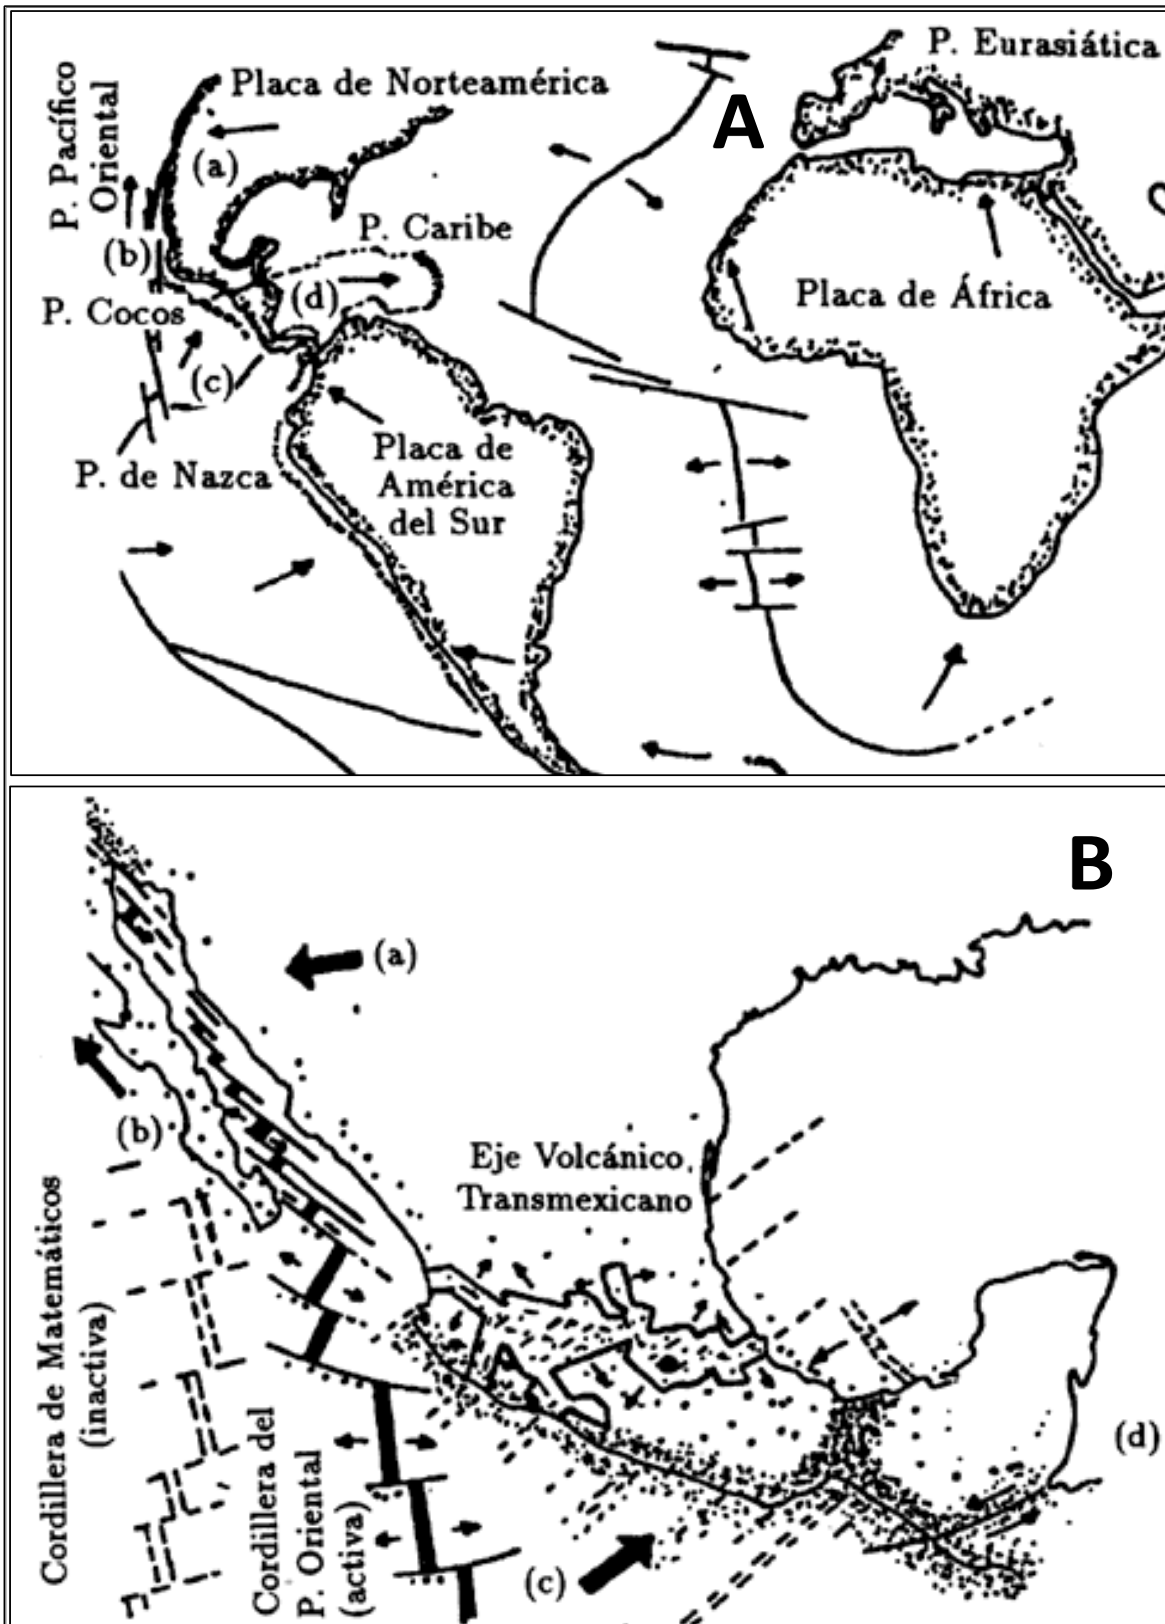 P. Eurasiática
A
Placa de Norteamérica
P. Pacífico
Oriental
(a)
P. Caribe
(b)
(d)
P. Cocos
Placa de África
(c)
Placa de
América
del Sur
P. de Nazca
B
(a)
(b)
Eje Volcánico
Transmexicano
Cordillera de Matemáticos
(inactiva)
Cordillera del
P. Oriental
(activa)
(c)
(d)